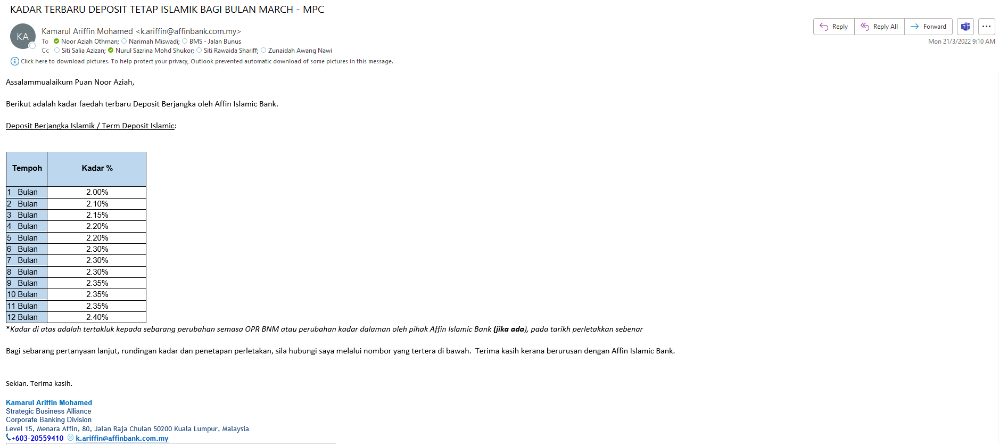 KADAR TERBARU DEPOSIT TETAP ISLAMIK BAGI BULAN MARCH - MPC
KA
Kamarul Ariffin Mohamed <k.ariffin@affinbank.com.my>
Reply
Reply All
Forward
To Noor Aziah Othman; Narimah Miswadi; BMS - Jalan Bunus
Mon 21/3/2022 9:10 AM
Cc Siti Salia Azizan; Nurul Sazrina Mohd Shukor; Siti Rawaida Shariff; Zunaidah Awang Nawi
Click here to download pictures. To help protect your privacy, Outlook prevented automatic download of some pictures in this message.
Assalammualaikum Puan Noor Aziah,
Berikut adalah kadar faedah terbaru Deposit Berjangka oleh Affin Islamic Bank.
Deposit Berjangka Islamik / Term Deposit Islamic:
Tempoh Kadar %
1 Bulan 2.00%
2 Bulan 2.10%
3 Bulan 2.15%
4 Bulan 2.20%
5 Bulan 2.20%
6 Bulan 2.30%
7 Bulan 2.30%
8 Bulan 2.30%
9 Bulan 2.35%
10 Bulan 2.35%
11 Bulan 2.35%
12 Bulan 2.40%
*Kadar di atas adalah tertakluk kepada sebarang perubahan semasa OPR BNM atau perubahan kadar dalaman oleh pihak Affin Islamic Bank (jika ada), pada tarikh perletakkan sebenar
Bagi sebarang pertanyaan lanjut, rundingan kadar dan penetapan perletakan, sila hubungi saya melalui nombor yang tertera di bawah. Terima kasih kerana berurusan dengan Affin Islamic Bank.
Sekian. Terima kasih.
Kamarul Ariffin Mohamed
Strategic Business Alliance
Corporate Banking Division
Level 15, Menara Affin, 80, Jalan Raja Chulan 50200 Kuala Lumpur, Malaysia
+603-20559410 k.ariffin@affinbank.com.my